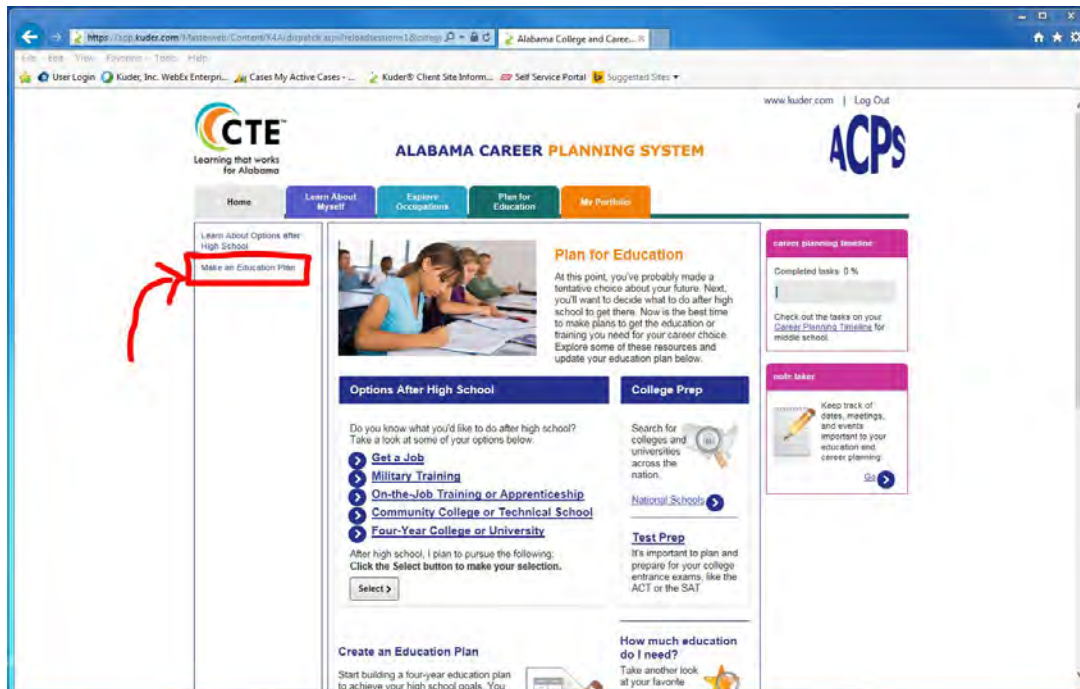 Alabama College and Caree...
User Login
Kuder, Inc. WebEx Enterpri...
Cases My Active Cases - ...
Kuder® Client Site Inform...
Self Service Portal
Suggested Sites
www.kuder.com | Log Out
CTE™
Learning that works
for Alabama
ALABAMA CAREER PLANNING SYSTEM
ACPS
Home
Learn About
Myself
Explore
Occupations
Plan for
Education
My Portfolio
Learn About Options after
High School
Make an Education Plan
Plan for Education
At this point, you've probably made a
tentative choice about your future. Next,
you'll want to decide what to do after high
school to get there. Now is the best time
to make plans to get the education or
training you need for your career choice.
Explore some of these resources and
update your education plan below.
career planning timeline
Completed tasks: 0 %
Check out the tasks on your
Career Planning Timeline for
middle school.
note taker
Keep track of
dates, meetings,
and events
important to your
education and
career planning.
Go
Options After High School
Do you know what you'd like to do after high school?
Take a look at some of your options below.
Get a Job
Military Training
On-the-Job Training or Apprenticeship
Community College or Technical School
Four-Year College or University
After high school, I plan to pursue the following:
Click the Select button to make your selection.
Select >
College Prep
Search for
colleges and
universities
across the
nation.
National Schools
Test Prep
It's important to plan and
prepare for your college
entrance exams, like the
ACT or the SAT
Create an Education Plan
Start building a four-year education plan
to achieve your high school goals. You
How much education
do I need?
Take another look
at your favorite